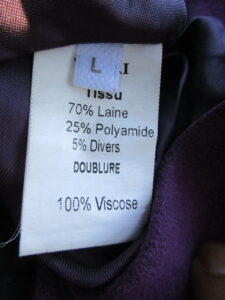 L
Tissu
70% Laine
25% Polyamide
5% Divers
DOUBLURE
100% Viscose